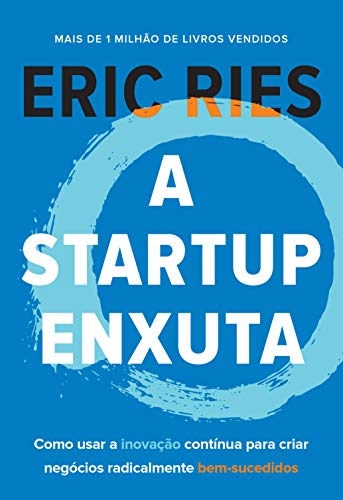 MAIS DE 1 MILHÃO DE LIVROS VENDIDOS
ERIC RIES
A
STARTUP
ENXUTA
Como usar a inovação contínua para criar
negócios radicalmente bem-sucedidos